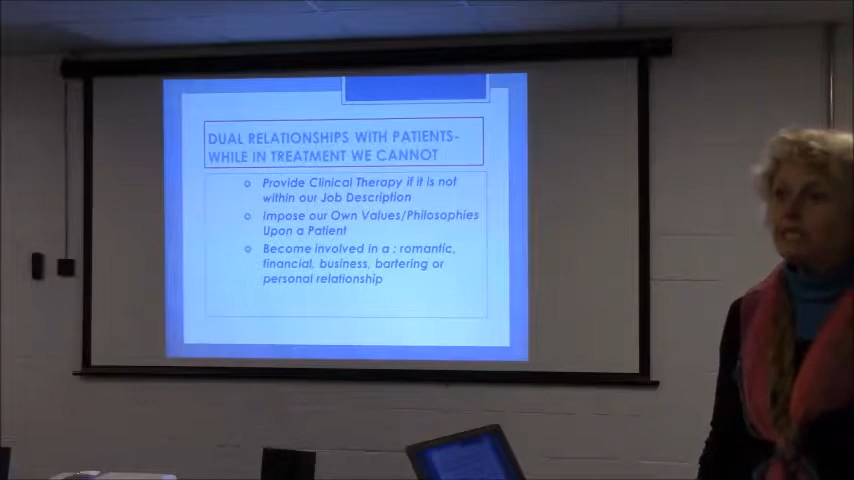 DUAL RELATIONSHIPS WITH PATIENTS-
WHILE IN TREATMENT WE CANNOT
Provide Clinical Therapy if it is not
within our Job Description
Impose our Own Values/Philosophies
Upon a Patient
Become involved in a : romantic,
financial, business, bartering or
personal relationship